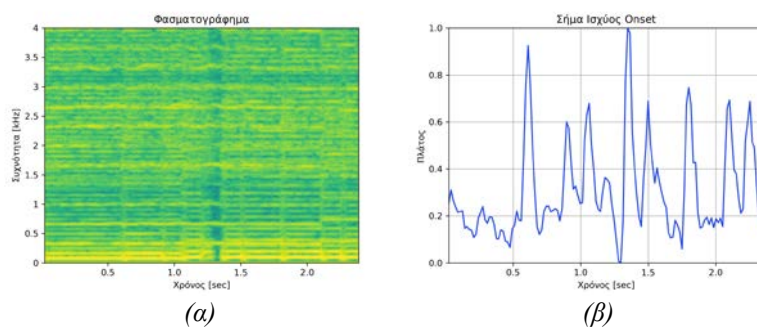 Φασματογράφημα
Συχνότητα [kHz]
4
3.5
3
2.5
2
1.5
1
0.5
0
0.5
1.0
1.5
2.0
Χρόνος [sec]
(α)
Σήμα Ισχύος Onset
Πλάτος
1.0
0.8
0.6
0.4
0.2
0.0
0.5
1.0
1.5
2.0
Χρόνος [sec]
(β)